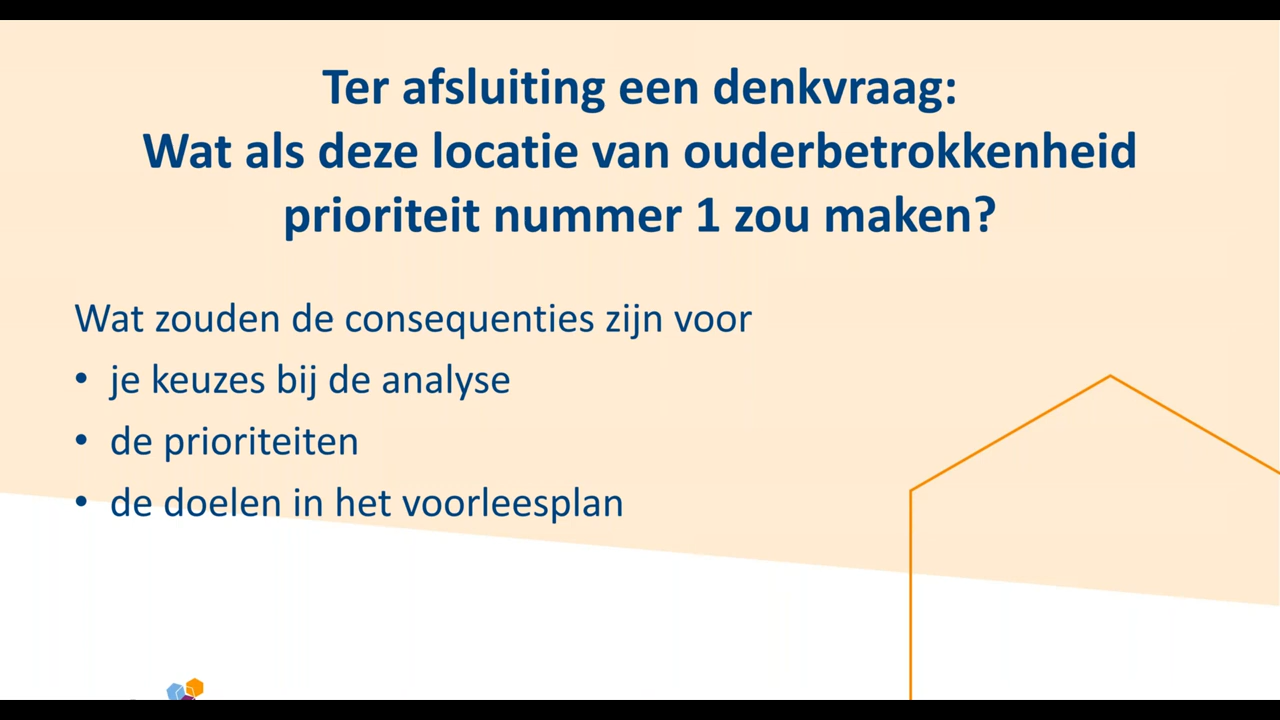 Ter afsluiting een denkvraag:
Wat als deze locatie van ouderbetrokkenheid
prioriteit nummer 1 zou maken?
Wat zouden de consequenties zijn voor
• je keuzes bij de analyse
• de prioriteiten
• de doelen in het voorleesplan